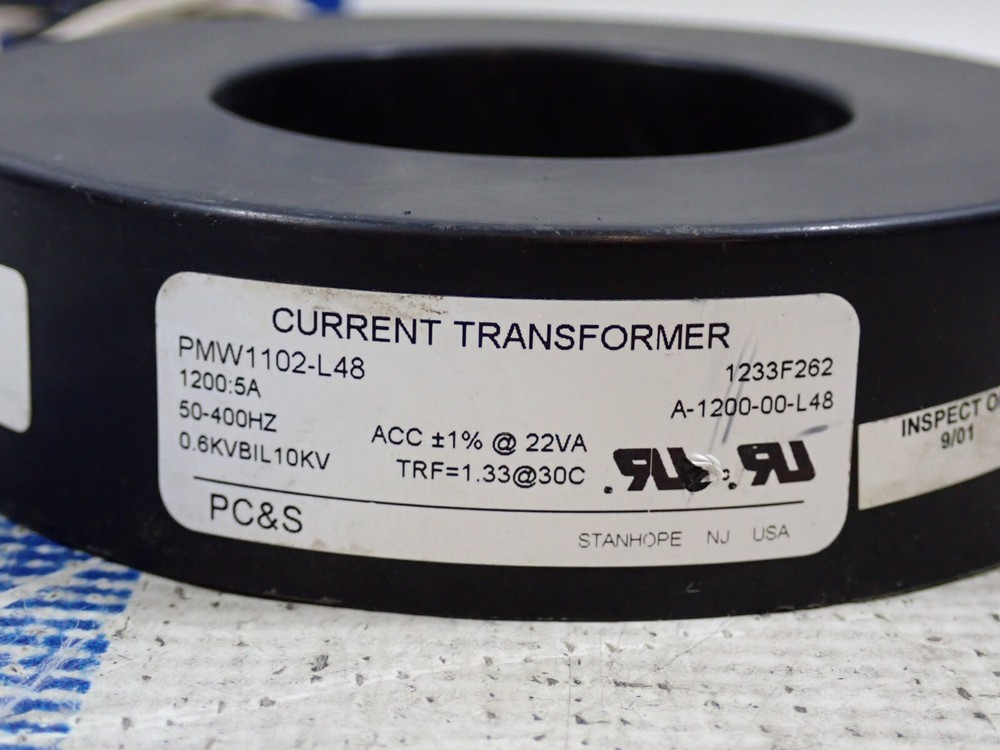 CURRENT TRANSFORMER
PMW1102-L48
1233F262
1200:5A
A-1200-00-L48
50-400HZ
ACC ±1% @ 22VA
0.6KVBIL10KV
TRF=1.33@30C
PC&S
STANHOPE NJ USA
INSPECT
9/01